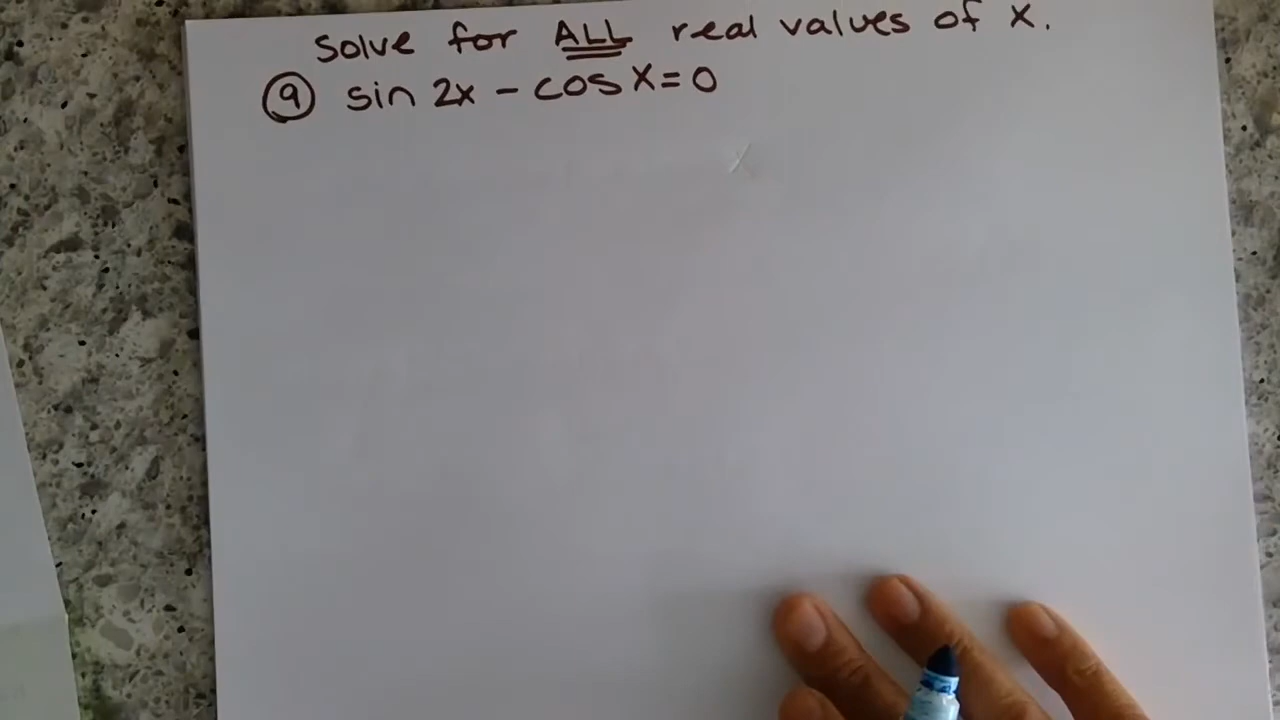 Solve for ALL real values of x.
9 sin 2x - cos x = 0